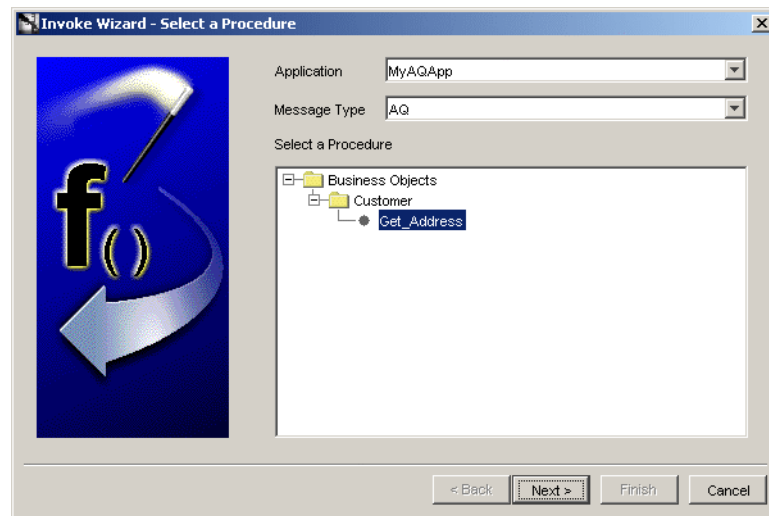 Invoke Wizard - Select a Procedure
Application MyAQApp
Message Type AQ
Select a Procedure
Business Objects
Customer
Get_Address
f()
< Back Next > Finish Cancel